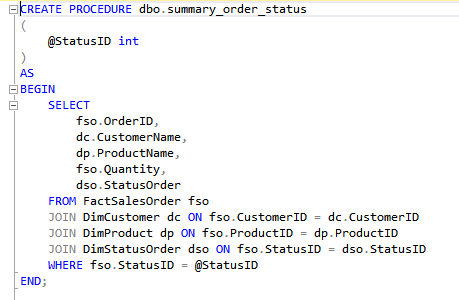 CREATE PROCEDURE dbo.summary_order_status
(
    @StatusID int
)
AS
BEGIN
    SELECT
        fso.OrderID,
        dc.CustomerName,
        dp.ProductName,
        fso.Quantity,
        dso.StatusOrder
    FROM FactSalesOrder fso
    JOIN DimCustomer dc ON fso.CustomerID = dc.CustomerID
    JOIN DimProduct dp ON fso.ProductID = dp.ProductID
    JOIN DimStatusOrder dso ON fso.StatusID = dso.StatusID
    WHERE fso.StatusID = @StatusID
END;